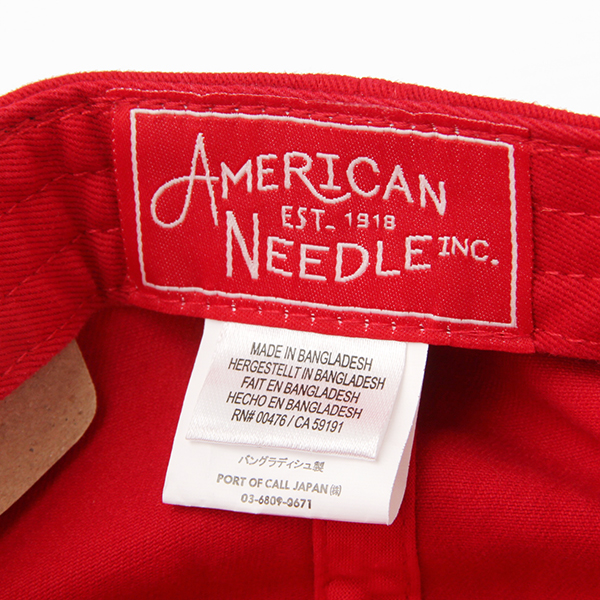 AMERICAN
EST. 1918
NEEDLE INC.
MADE IN BANGLADESH
HERGESTELLT IN BANGLADESH
FAIT EN BANGLADESH
HECHO EN BANGLADESH
RN# 00476 / CA 59191
バングラディシュ製
PORT OF CALL JAPAN ㈱
03-6809-0671